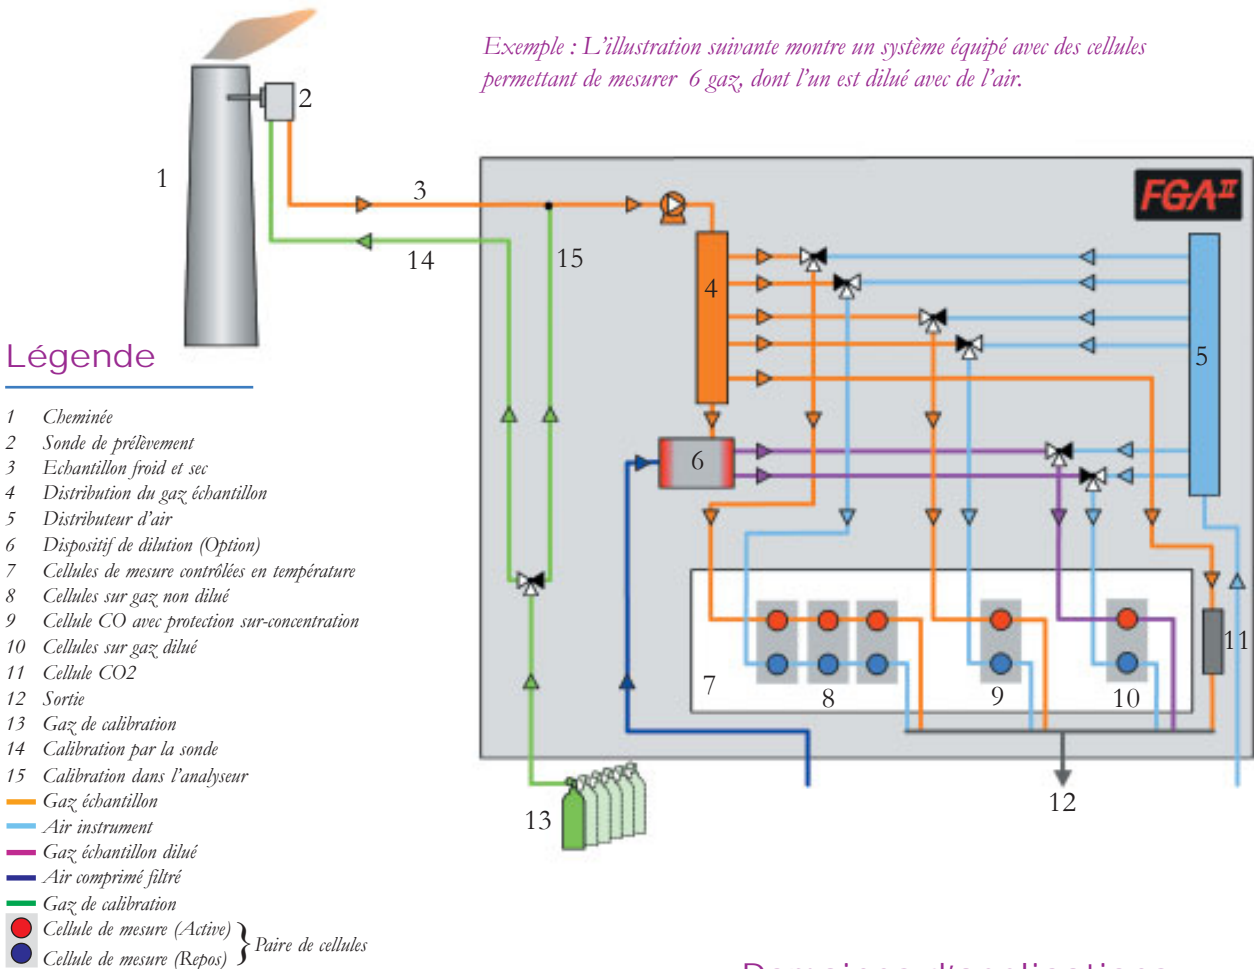 Exemple : L'illustration suivante montre un système équipé avec des cellules
permettant de mesurer 6 gaz, dont l'un est dilué avec de l'air.
1
2
3
14
15
FGA II
4
5
6
7
8
9
10
11
12
13
Légende
1 Cheminée
2 Sonde de prélèvement
3 Echantillon froid et sec
4 Distribution du gaz échantillon
5 Distributeur d'air
6 Dispositif de dilution (Option)
7 Cellules de mesure contrôlées en température
8 Cellules sur gaz non dilué
9 Cellule CO avec protection sur-concentration
10 Cellules sur gaz dilué
11 Cellule CO2
12 Sortie
13 Gaz de calibration
14 Calibration par la sonde
15 Calibration dans l'analyseur
Gaz échantillon
Air instrument
Gaz échantillon dilué
Air comprimé filtré
Gaz de calibration
Cellule de mesure (Active)
Cellule de mesure (Repos)
} Paire de cellules